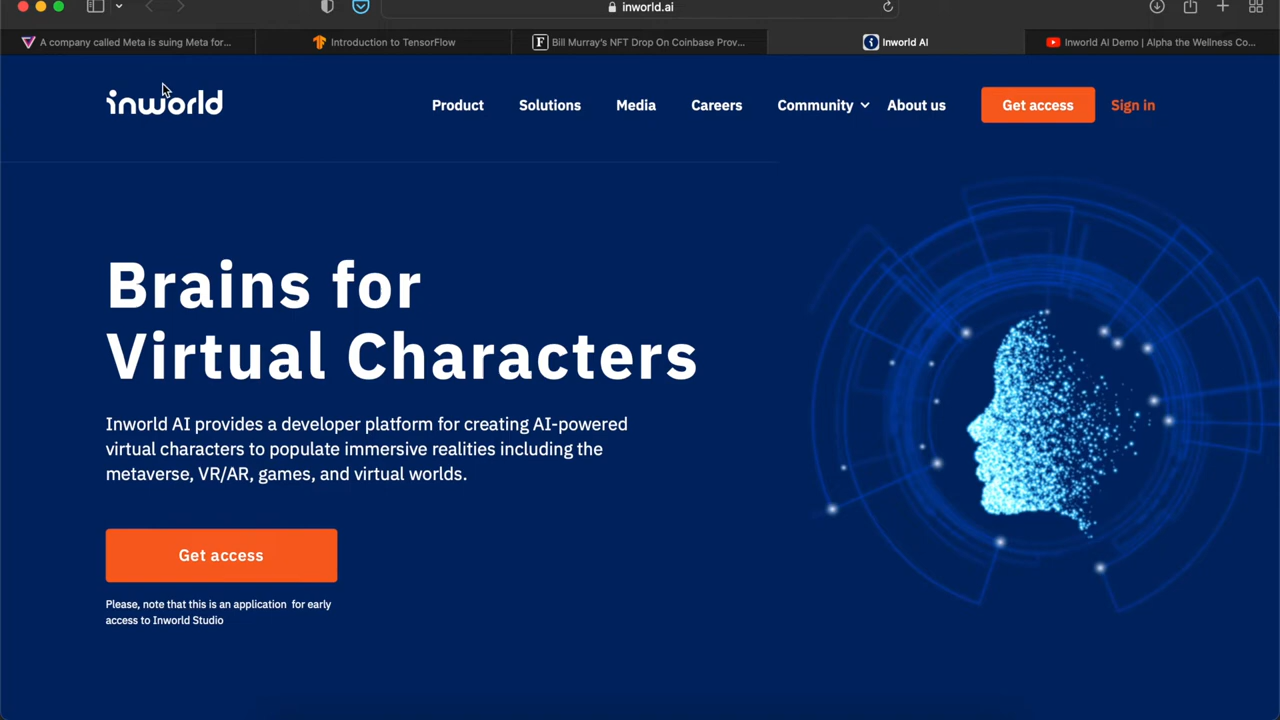 inworld.ai
A company called Meta is suing Meta for...
Introduction to TensorFlow
F Bill Murray's NFT Drop On Coinbase Prov...
i Inworld AI
Inworld AI Demo | Alpha the Wellness Co...
inworld
Product Solutions Media Careers Community About us Get access Sign in
Brains for
Virtual Characters
Inworld AI provides a developer platform for creating AI-powered
virtual characters to populate immersive realities including the
metaverse, VR/AR, games, and virtual worlds.
Get access
Please, note that this is an application for early
access to Inworld Studio